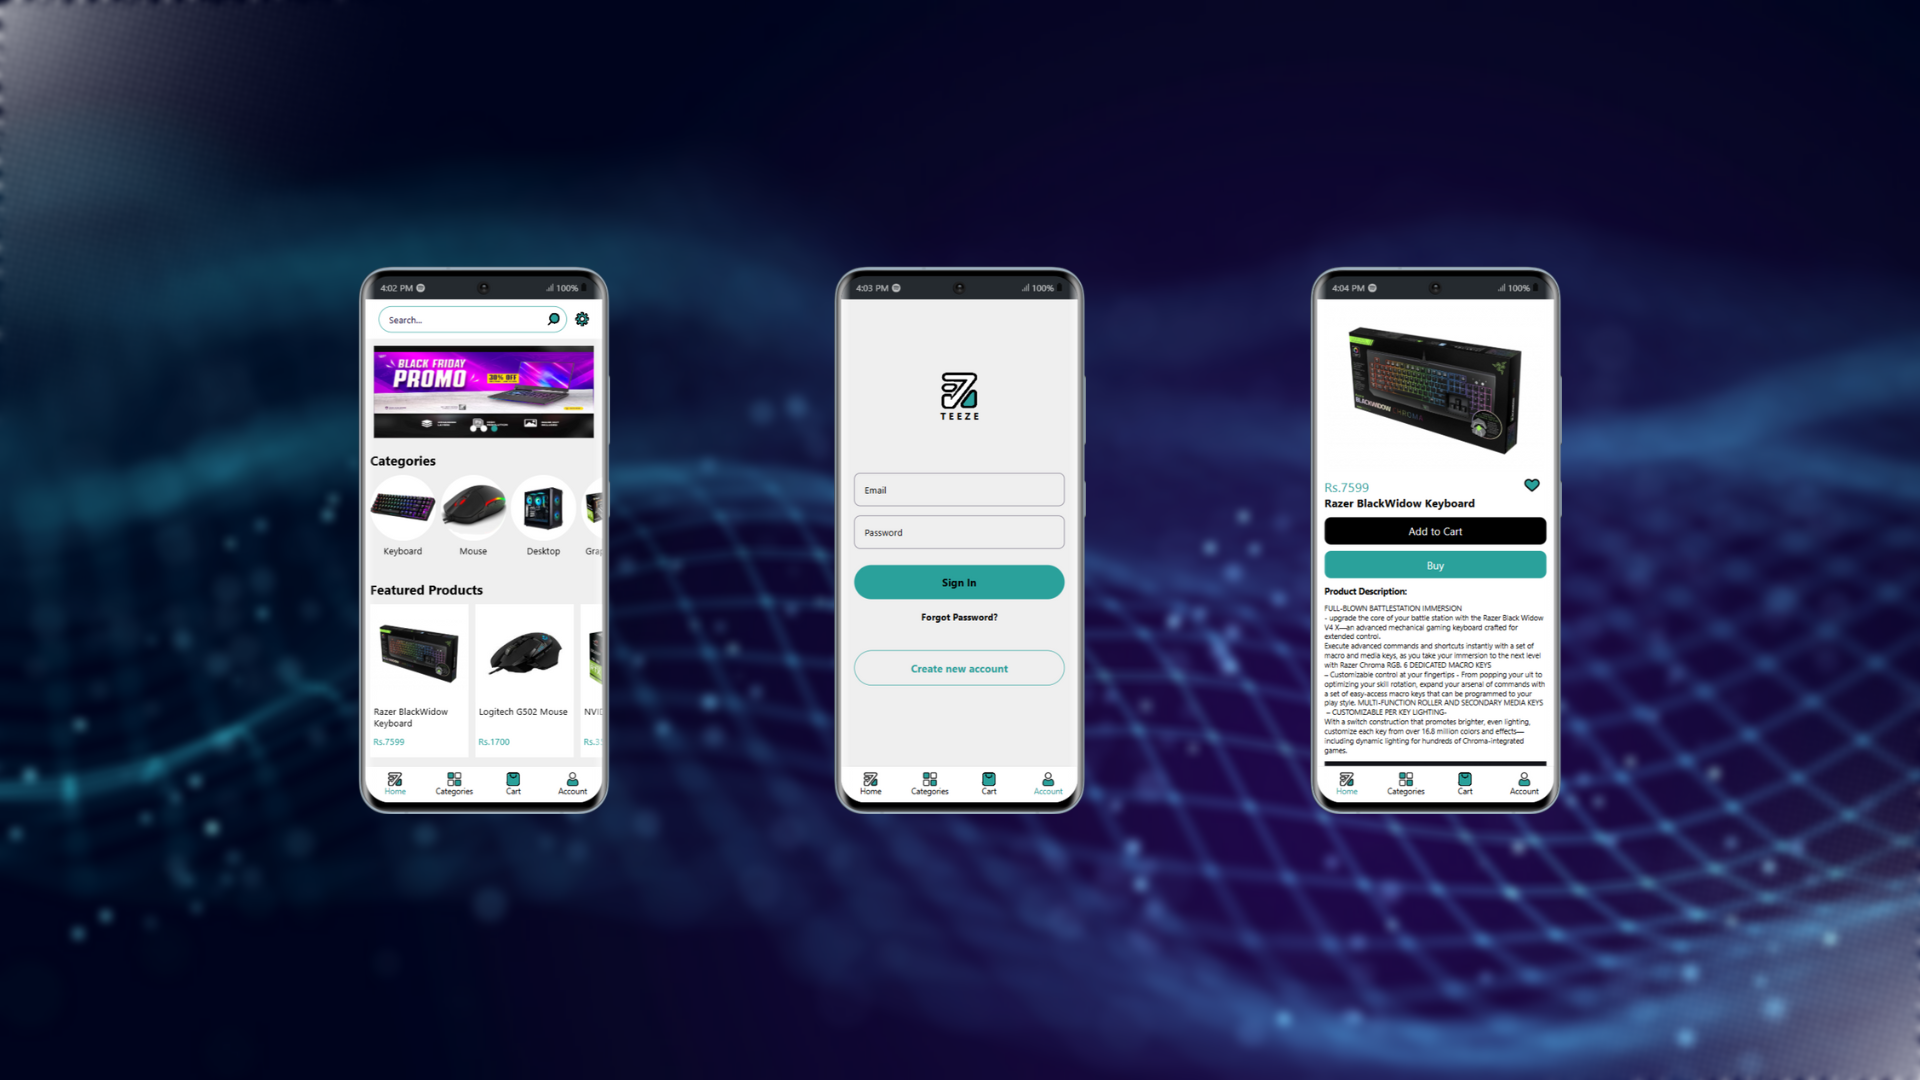 4:02 PM
100%
Search...
BLACK FRIDAY
PROMO
30% OFF
Categories
Keyboard
Mouse
Desktop
Grap
Featured Products
Razer BlackWidow
Keyboard
Rs.7599
Logitech G502 Mouse
Rs.1700
NVID
Rs.3
Home
Categories
Cart
Account
4:03 PM
100%
TEEZE
Email
Password
Sign In
Forgot Password?
Create new account
Home
Categories
Cart
Account
4:04 PM
100%
BLACKWIDOW CHROMA
Rs.7599
Razer BlackWidow Keyboard
Add to Cart
Buy
Product Description:
FULL-BLOWN BATTLESTATION IMMERSION
- upgrade the core of your battle station with the Razer Black Widow
V4 X—an advanced mechanical gaming keyboard crafted for
extended control.
Execute advanced commands and shortcuts instantly with a set of
macro and media keys, as you take your immersion to the next level
with Razer Chroma RGB. 6 DEDICATED MACRO KEYS
– Customizable control at your fingertips - From popping your ult to
optimizing your skill rotation, expand your arsenal of commands with
a set of easy-access macro keys that can be programmed to your
play style. MULTI-FUNCTION ROLLER AND SECONDARY MEDIA KEYS
– CUSTOMIZABLE PER KEY LIGHTING-
With a switch construction that promotes brighter, even lighting,
customize each key from over 16.8 million colors and effects—
including dynamic lighting for hundreds of Chroma-integrated
games.
Home
Categories
Cart
Account